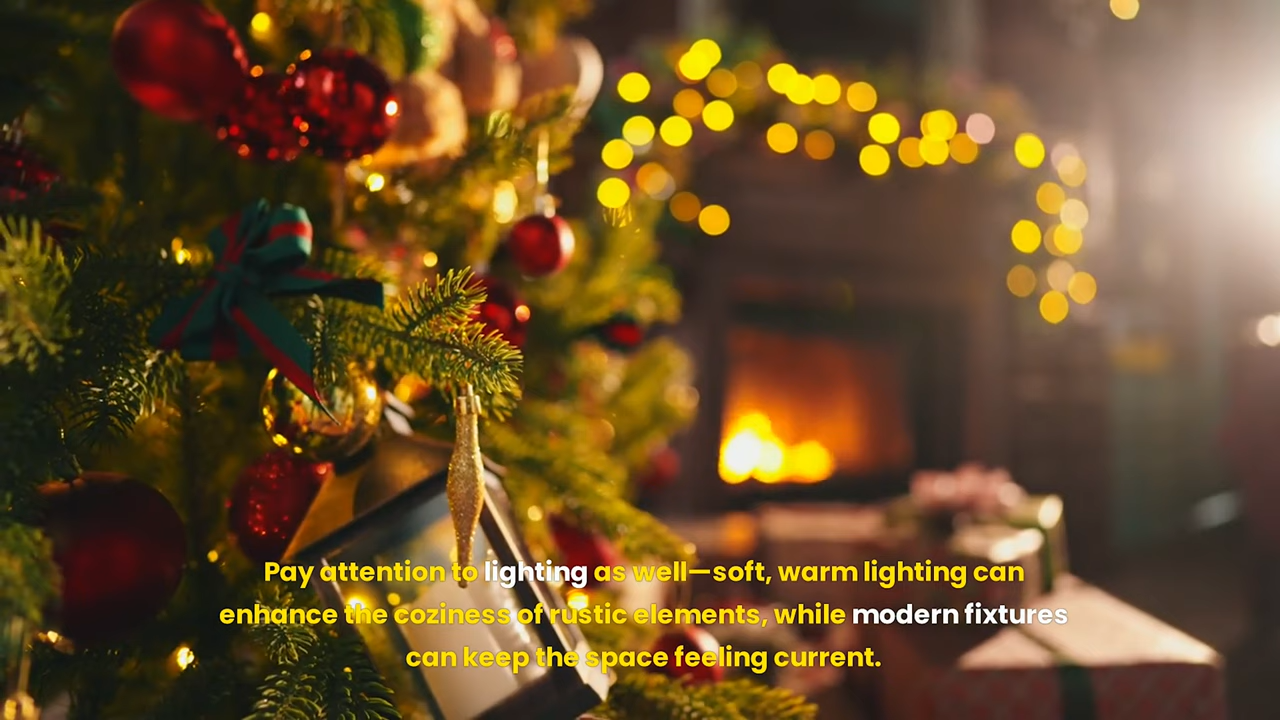 Pay attention to lighting as well—soft, warm lighting can
enhance the coziness of rustic elements, while modern fixtures
can keep the space feeling current.